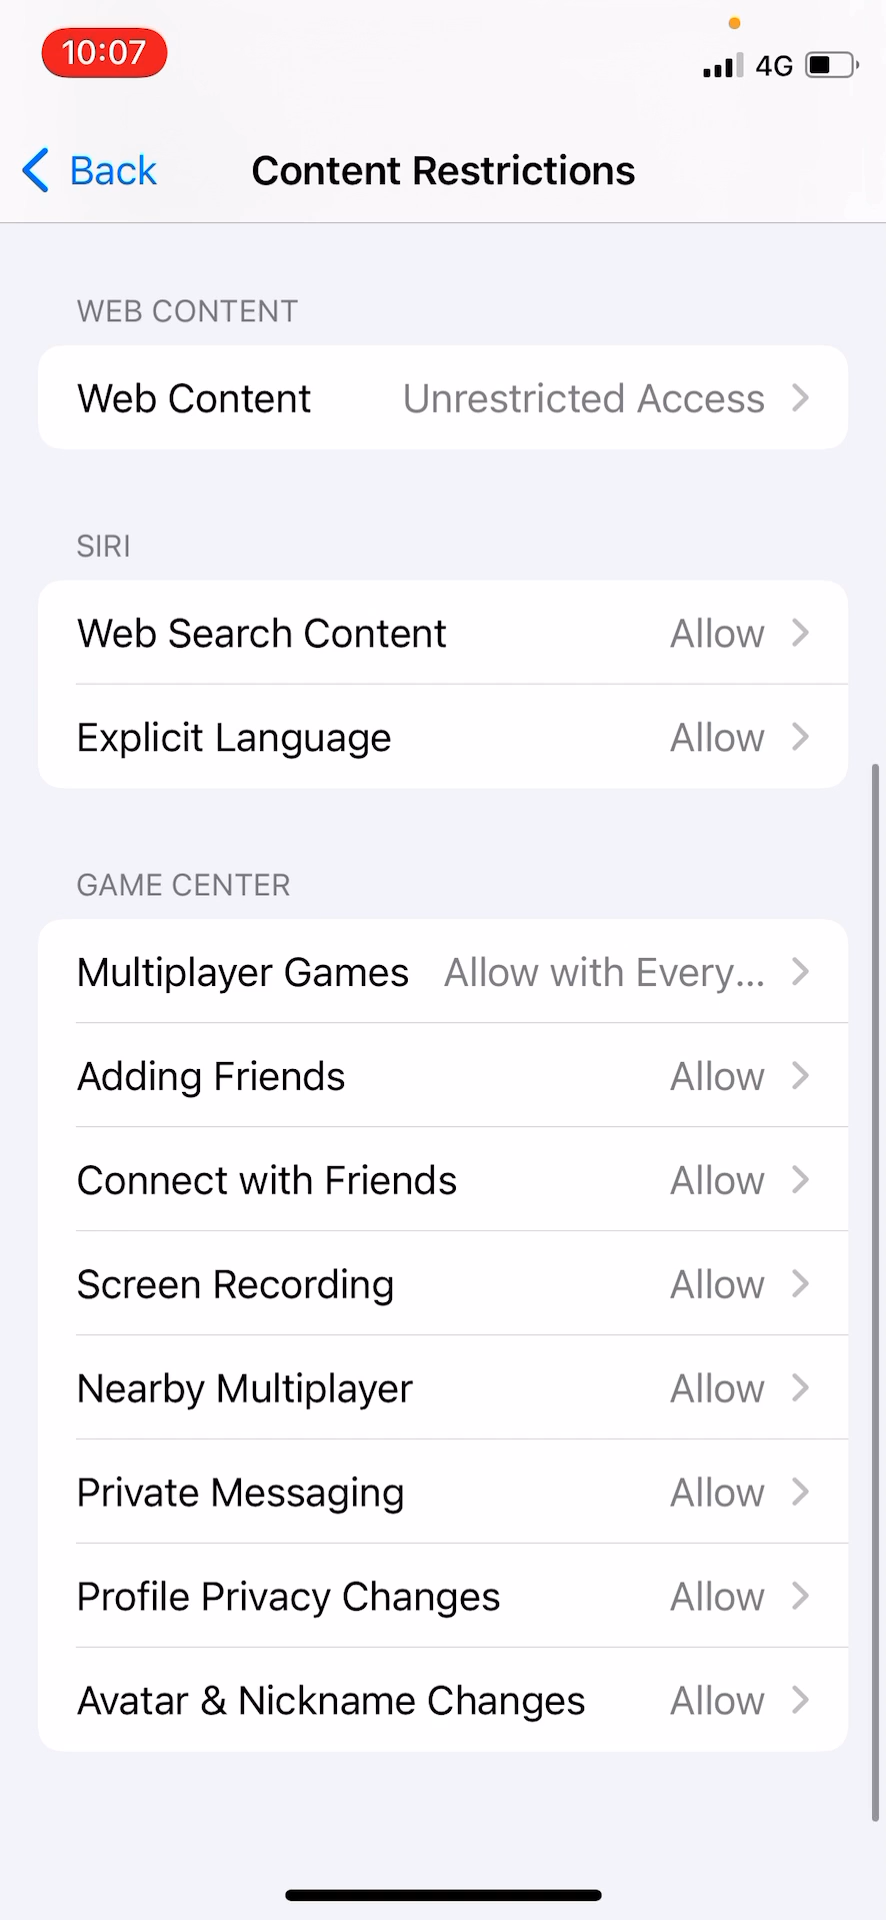 10:07
4G
Back
Content Restrictions
WEB CONTENT
Web Content Unrestricted Access
SIRI
Web Search Content Allow
Explicit Language Allow
GAME CENTER
Multiplayer Games Allow with Every...
Adding Friends Allow
Connect with Friends Allow
Screen Recording Allow
Nearby Multiplayer Allow
Private Messaging Allow
Profile Privacy Changes Allow
Avatar & Nickname Changes Allow